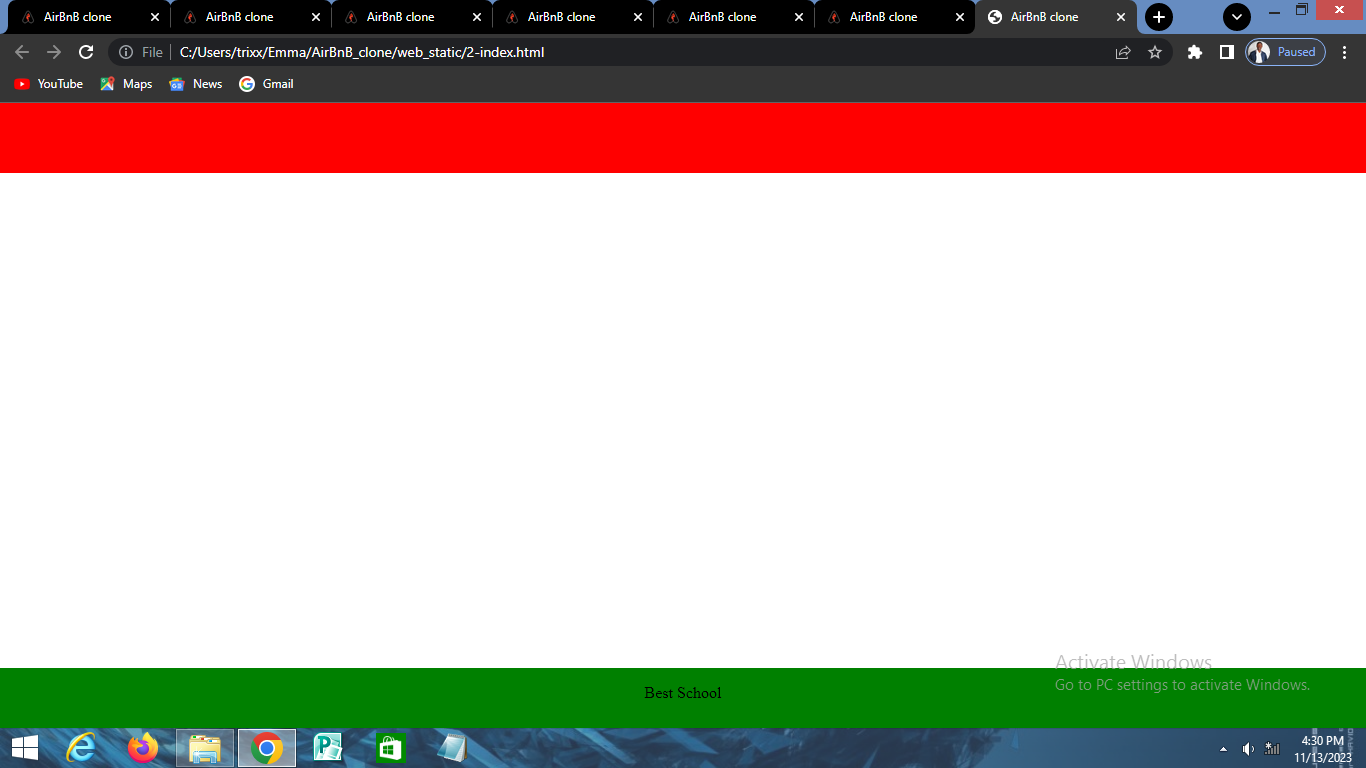 AirBnB clone AirBnB clone AirBnB clone AirBnB clone AirBnB clone AirBnB clone AirBnB clone
File C:/Users/trixx/Emma/AirBnB_clone/web_static/2-index.html Paused
YouTube Maps News Gmail
Activate Windows
Go to PC settings to activate Windows.
Best School
4:30 PM
11/13/2023